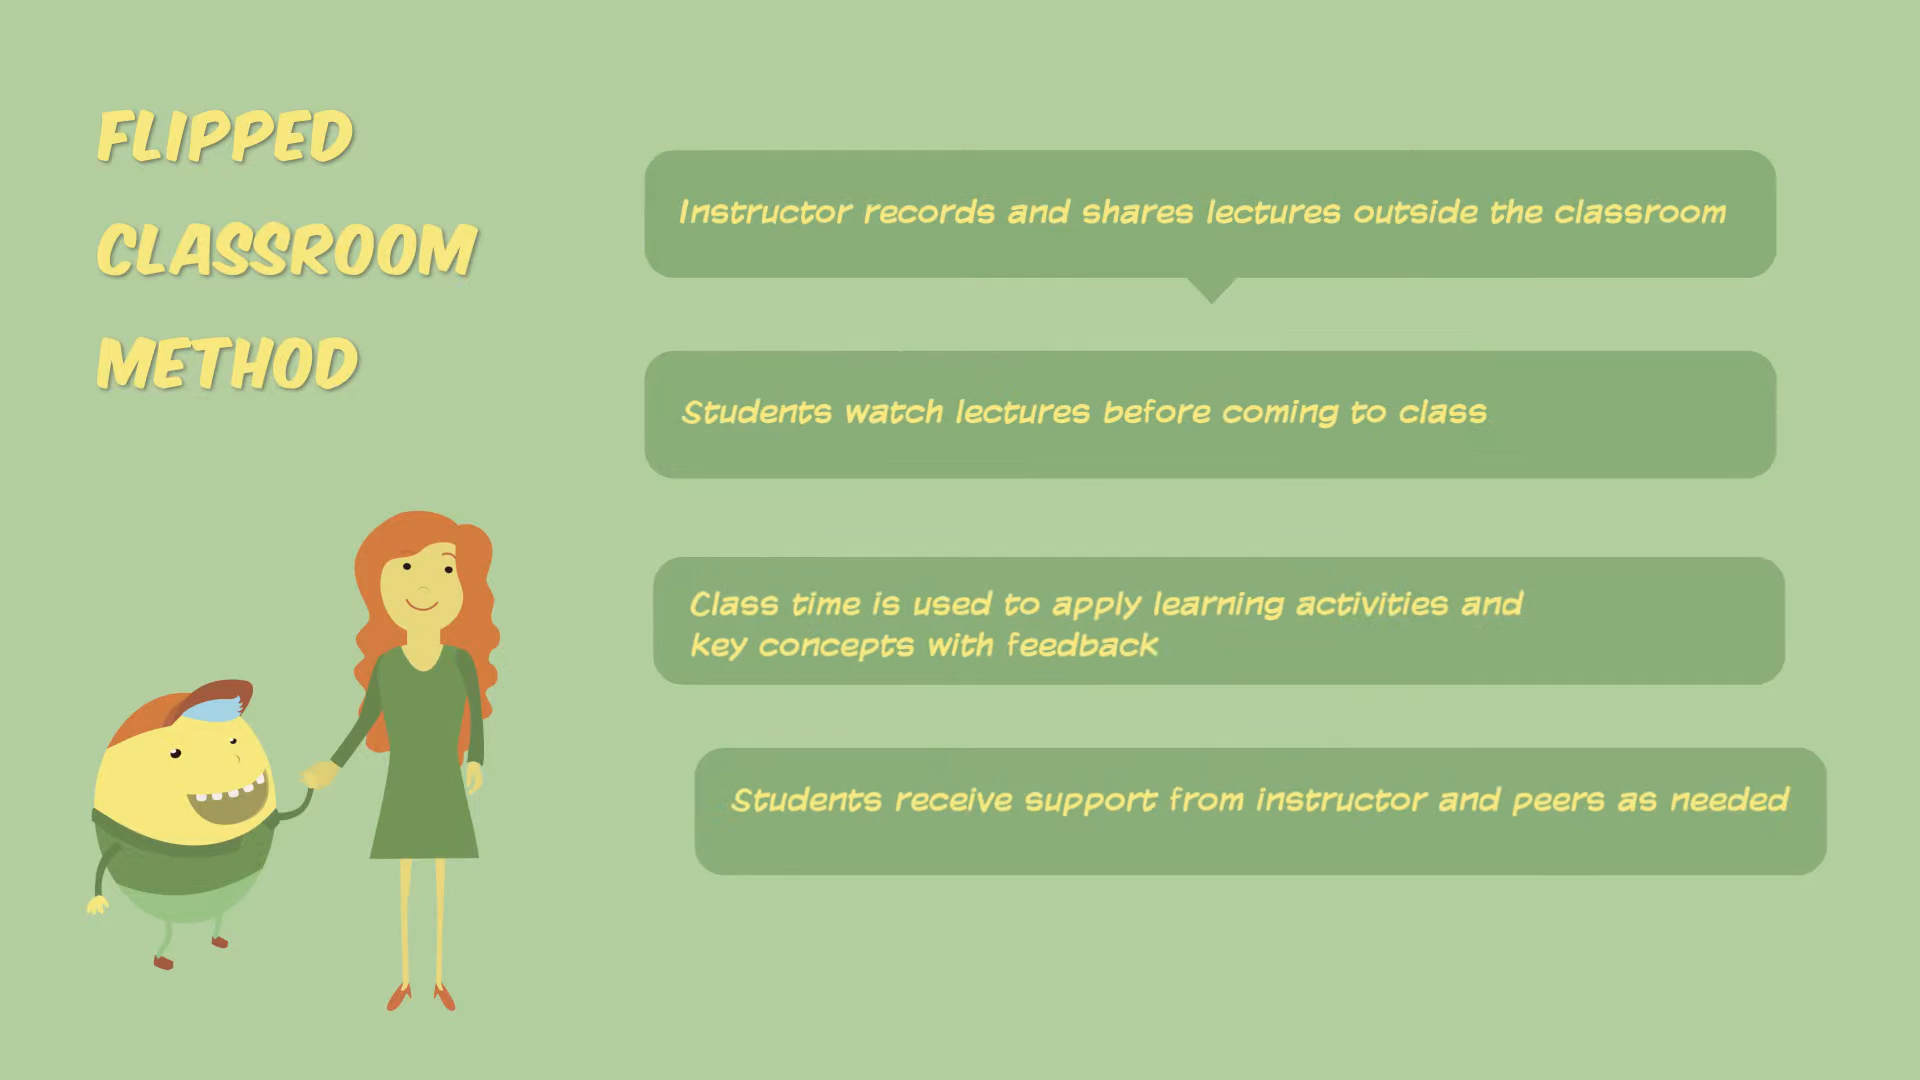 FLIPPED
CLASSROOM
METHOD
Instructor records and shares lectures outside the classroom
Students watch lectures before coming to class
Class time is used to apply learning activities and
key concepts with feedback
Students receive support from instructor and peers as needed